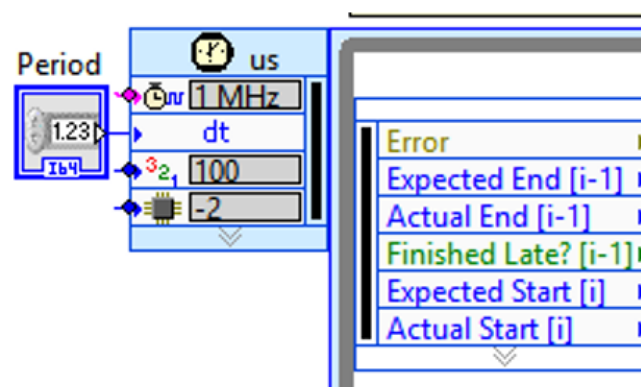 Period
1.23
I64
us
1 MHz
dt
321
100
-2
Error
Expected End [i-1]
Actual End [i-1]
Finished Late? [i-1]
Expected Start [i]
Actual Start [i]